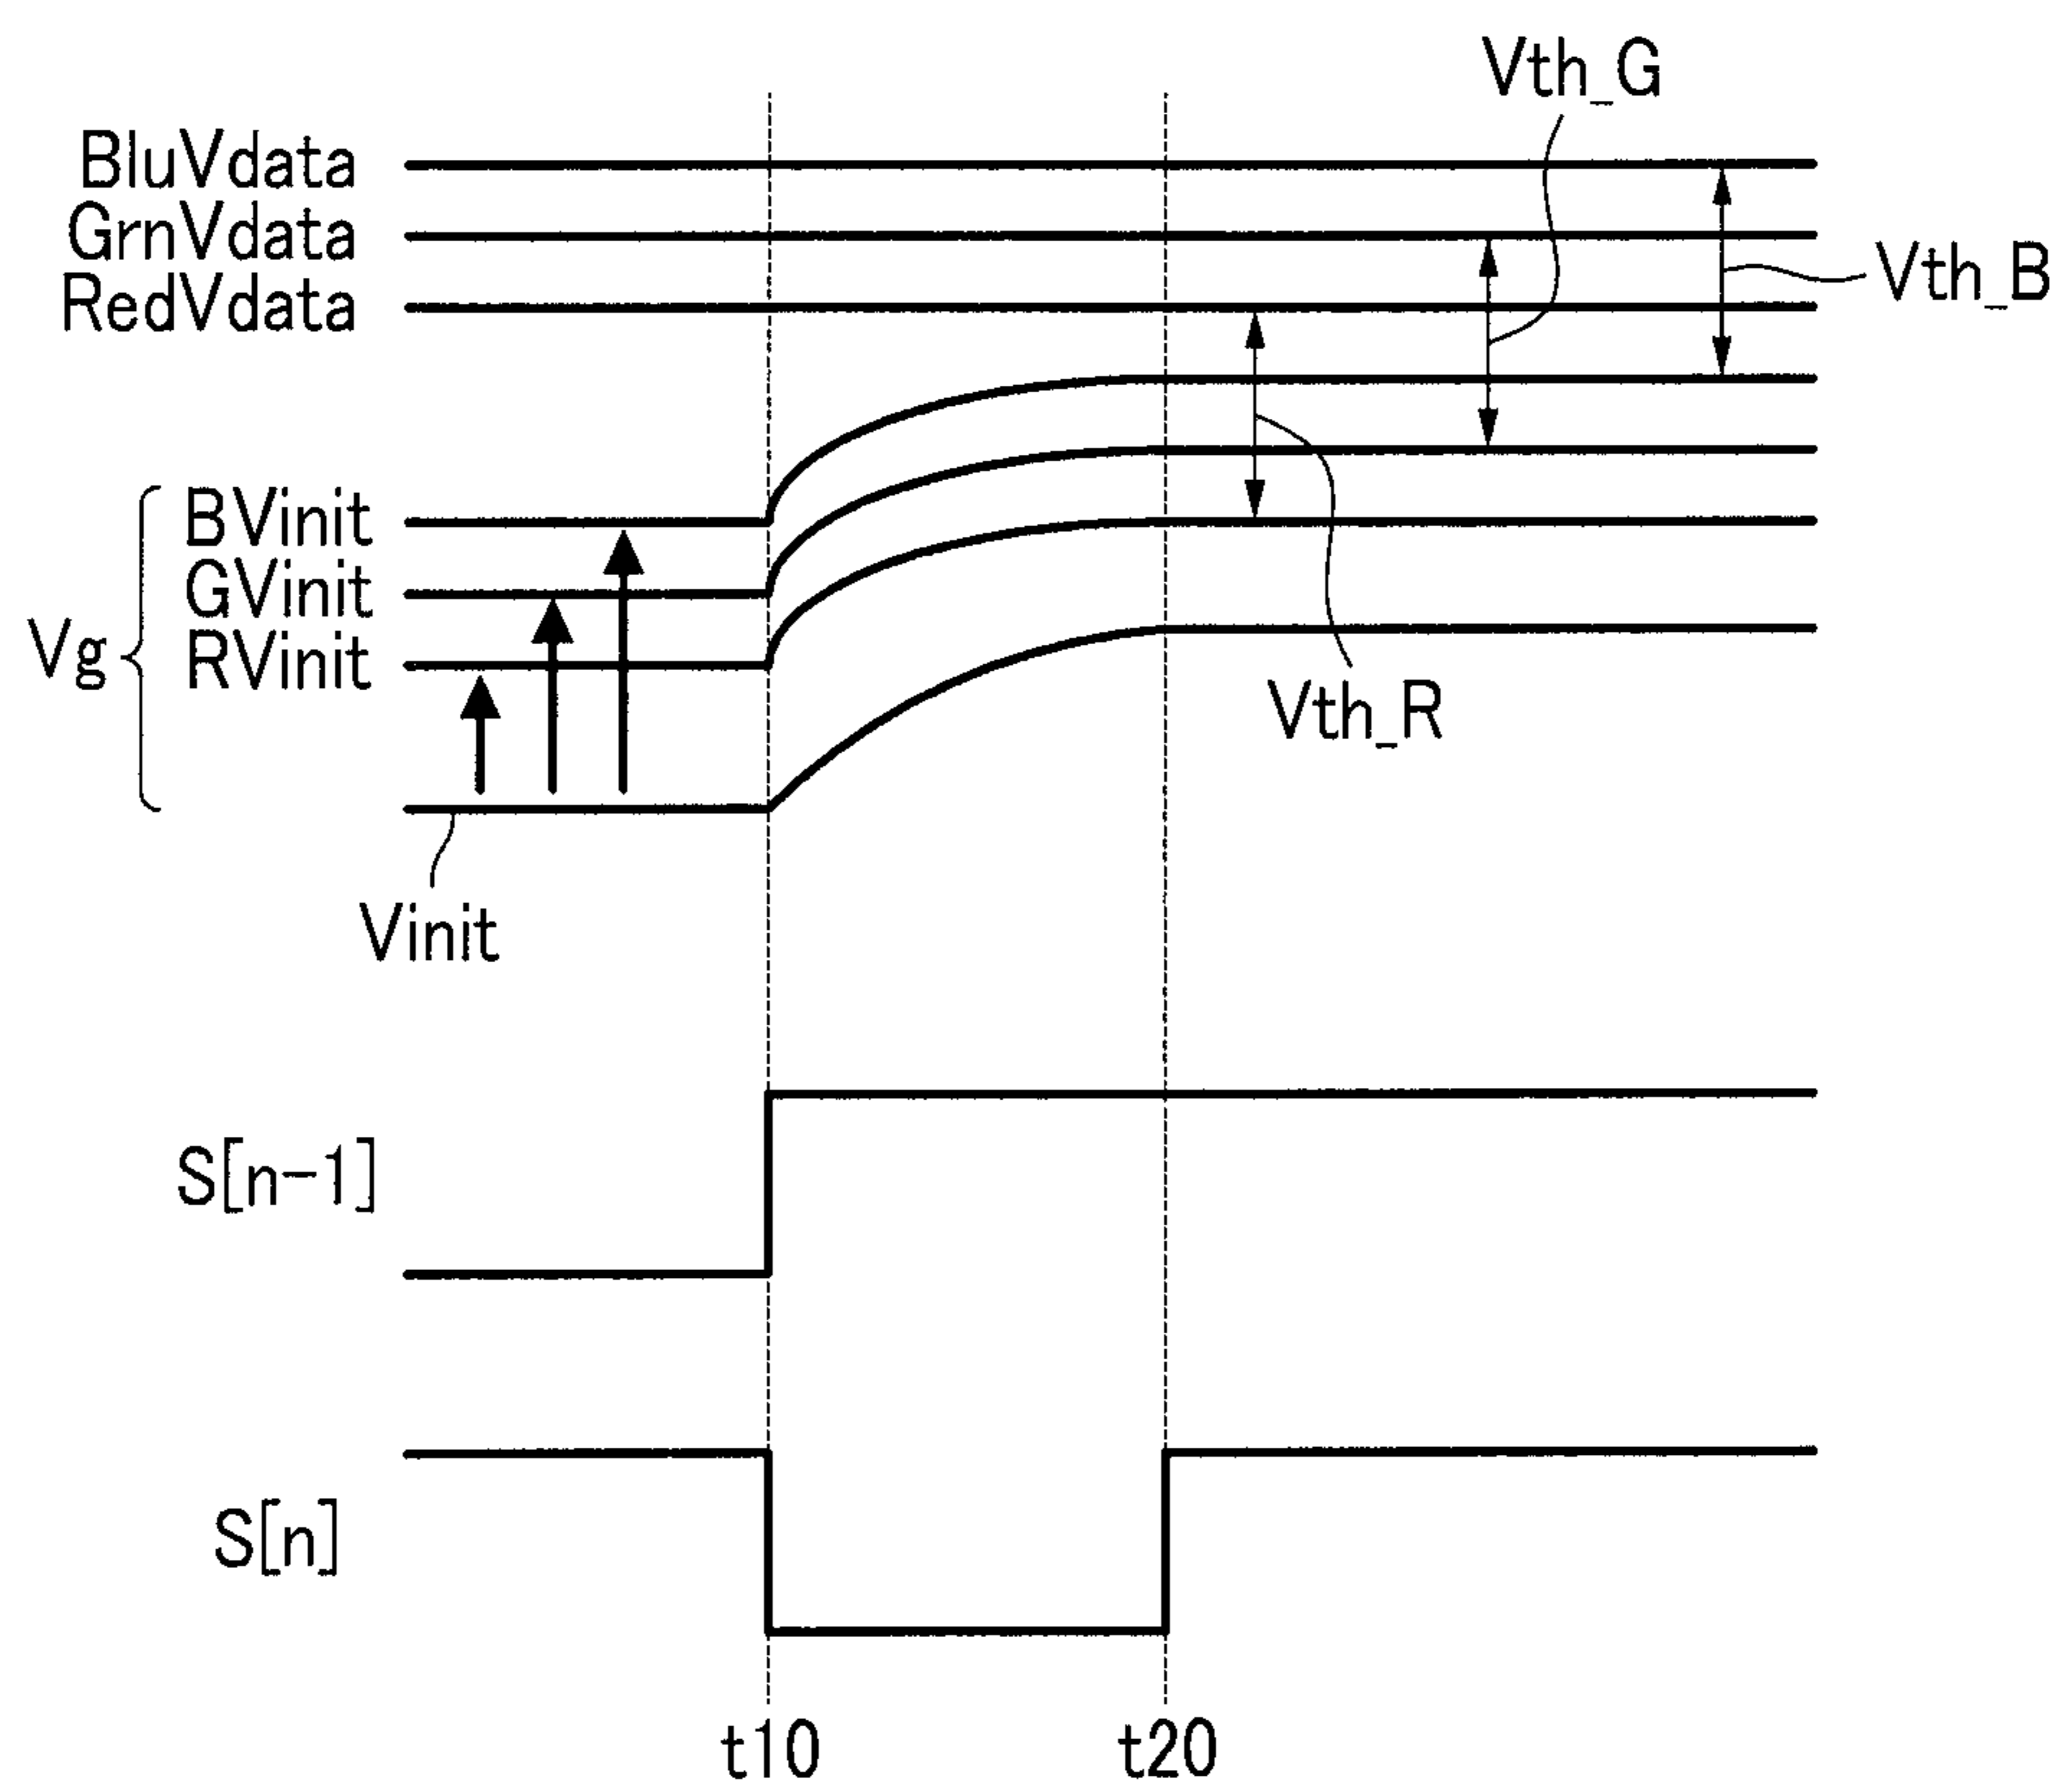 Vth_G
BluVdata
GrnVdata
RedVdata
Vth_B
BVinit
GVinit
RVinit
Vg
Vth_R
Vinit
S[n-1]
S[n]
t10
t20